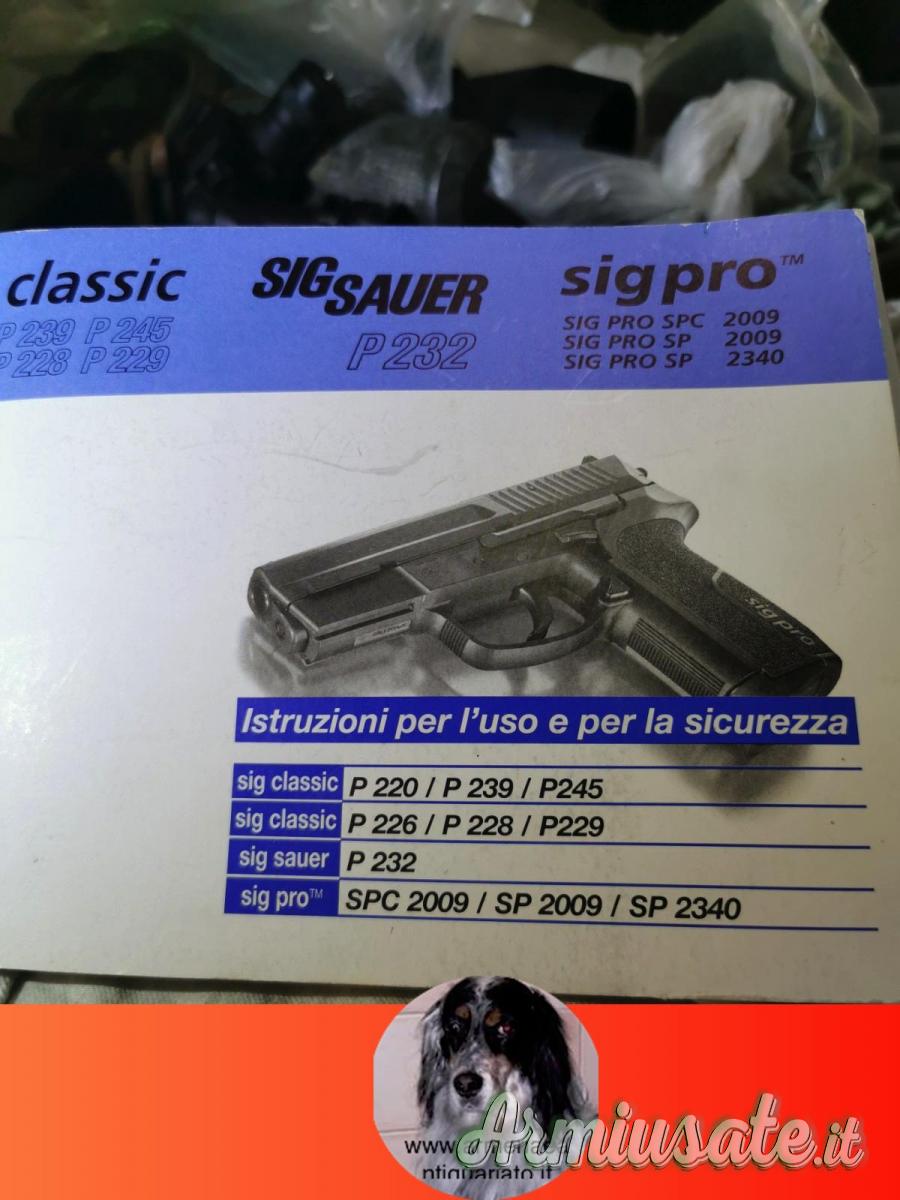 classic
P 239 P 245
P 228 P 229
SIG SAUER
P 232
sig pro™
SIG PRO SPC 2009
SIG PRO SP 2009
SIG PRO SP 2340
sig pro
Istruzioni per l'uso e per la sicurezza
sig classic P 220 / P 239 / P245
sig classic P 226 / P 228 / P229
sig sauer P 232
sig pro™ SPC 2009 / SP 2009 / SP 2340
Armiusate.it
ntiquariato.it